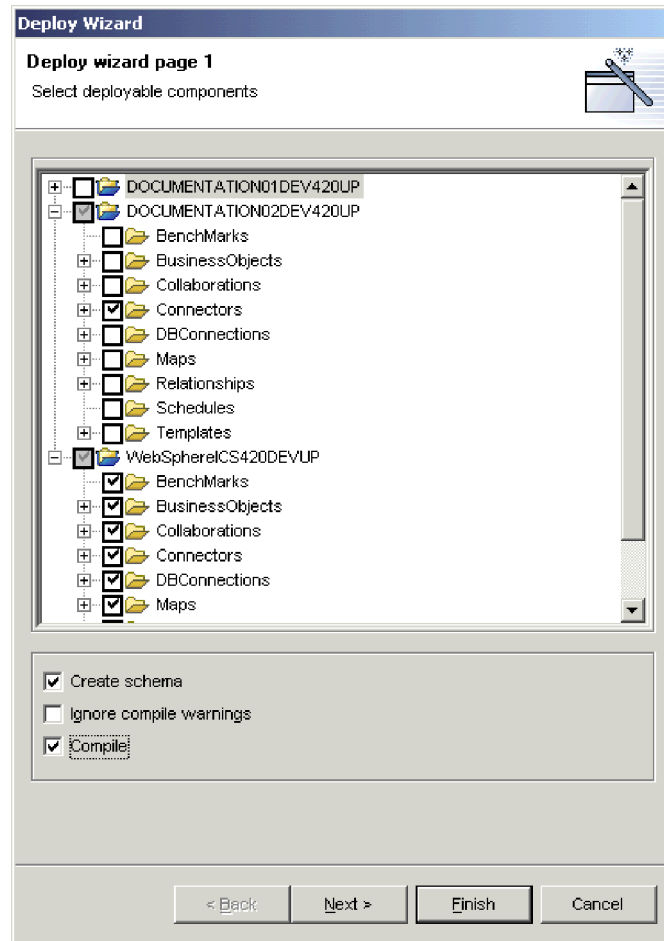 Deploy Wizard
Deploy wizard page 1
Select deployable components
DOCUMENTATION01DEV420UP
DOCUMENTATION02DEV420UP
BenchMarks
BusinessObjects
Collaborations
Connectors
DBConnections
Maps
Relationships
Schedules
Templates
WebSphereICS420DEVUP
BenchMarks
BusinessObjects
Collaborations
Connectors
DBConnections
Maps
Create schema
Ignore compile warnings
Compile
< Back
Next >
Finish
Cancel